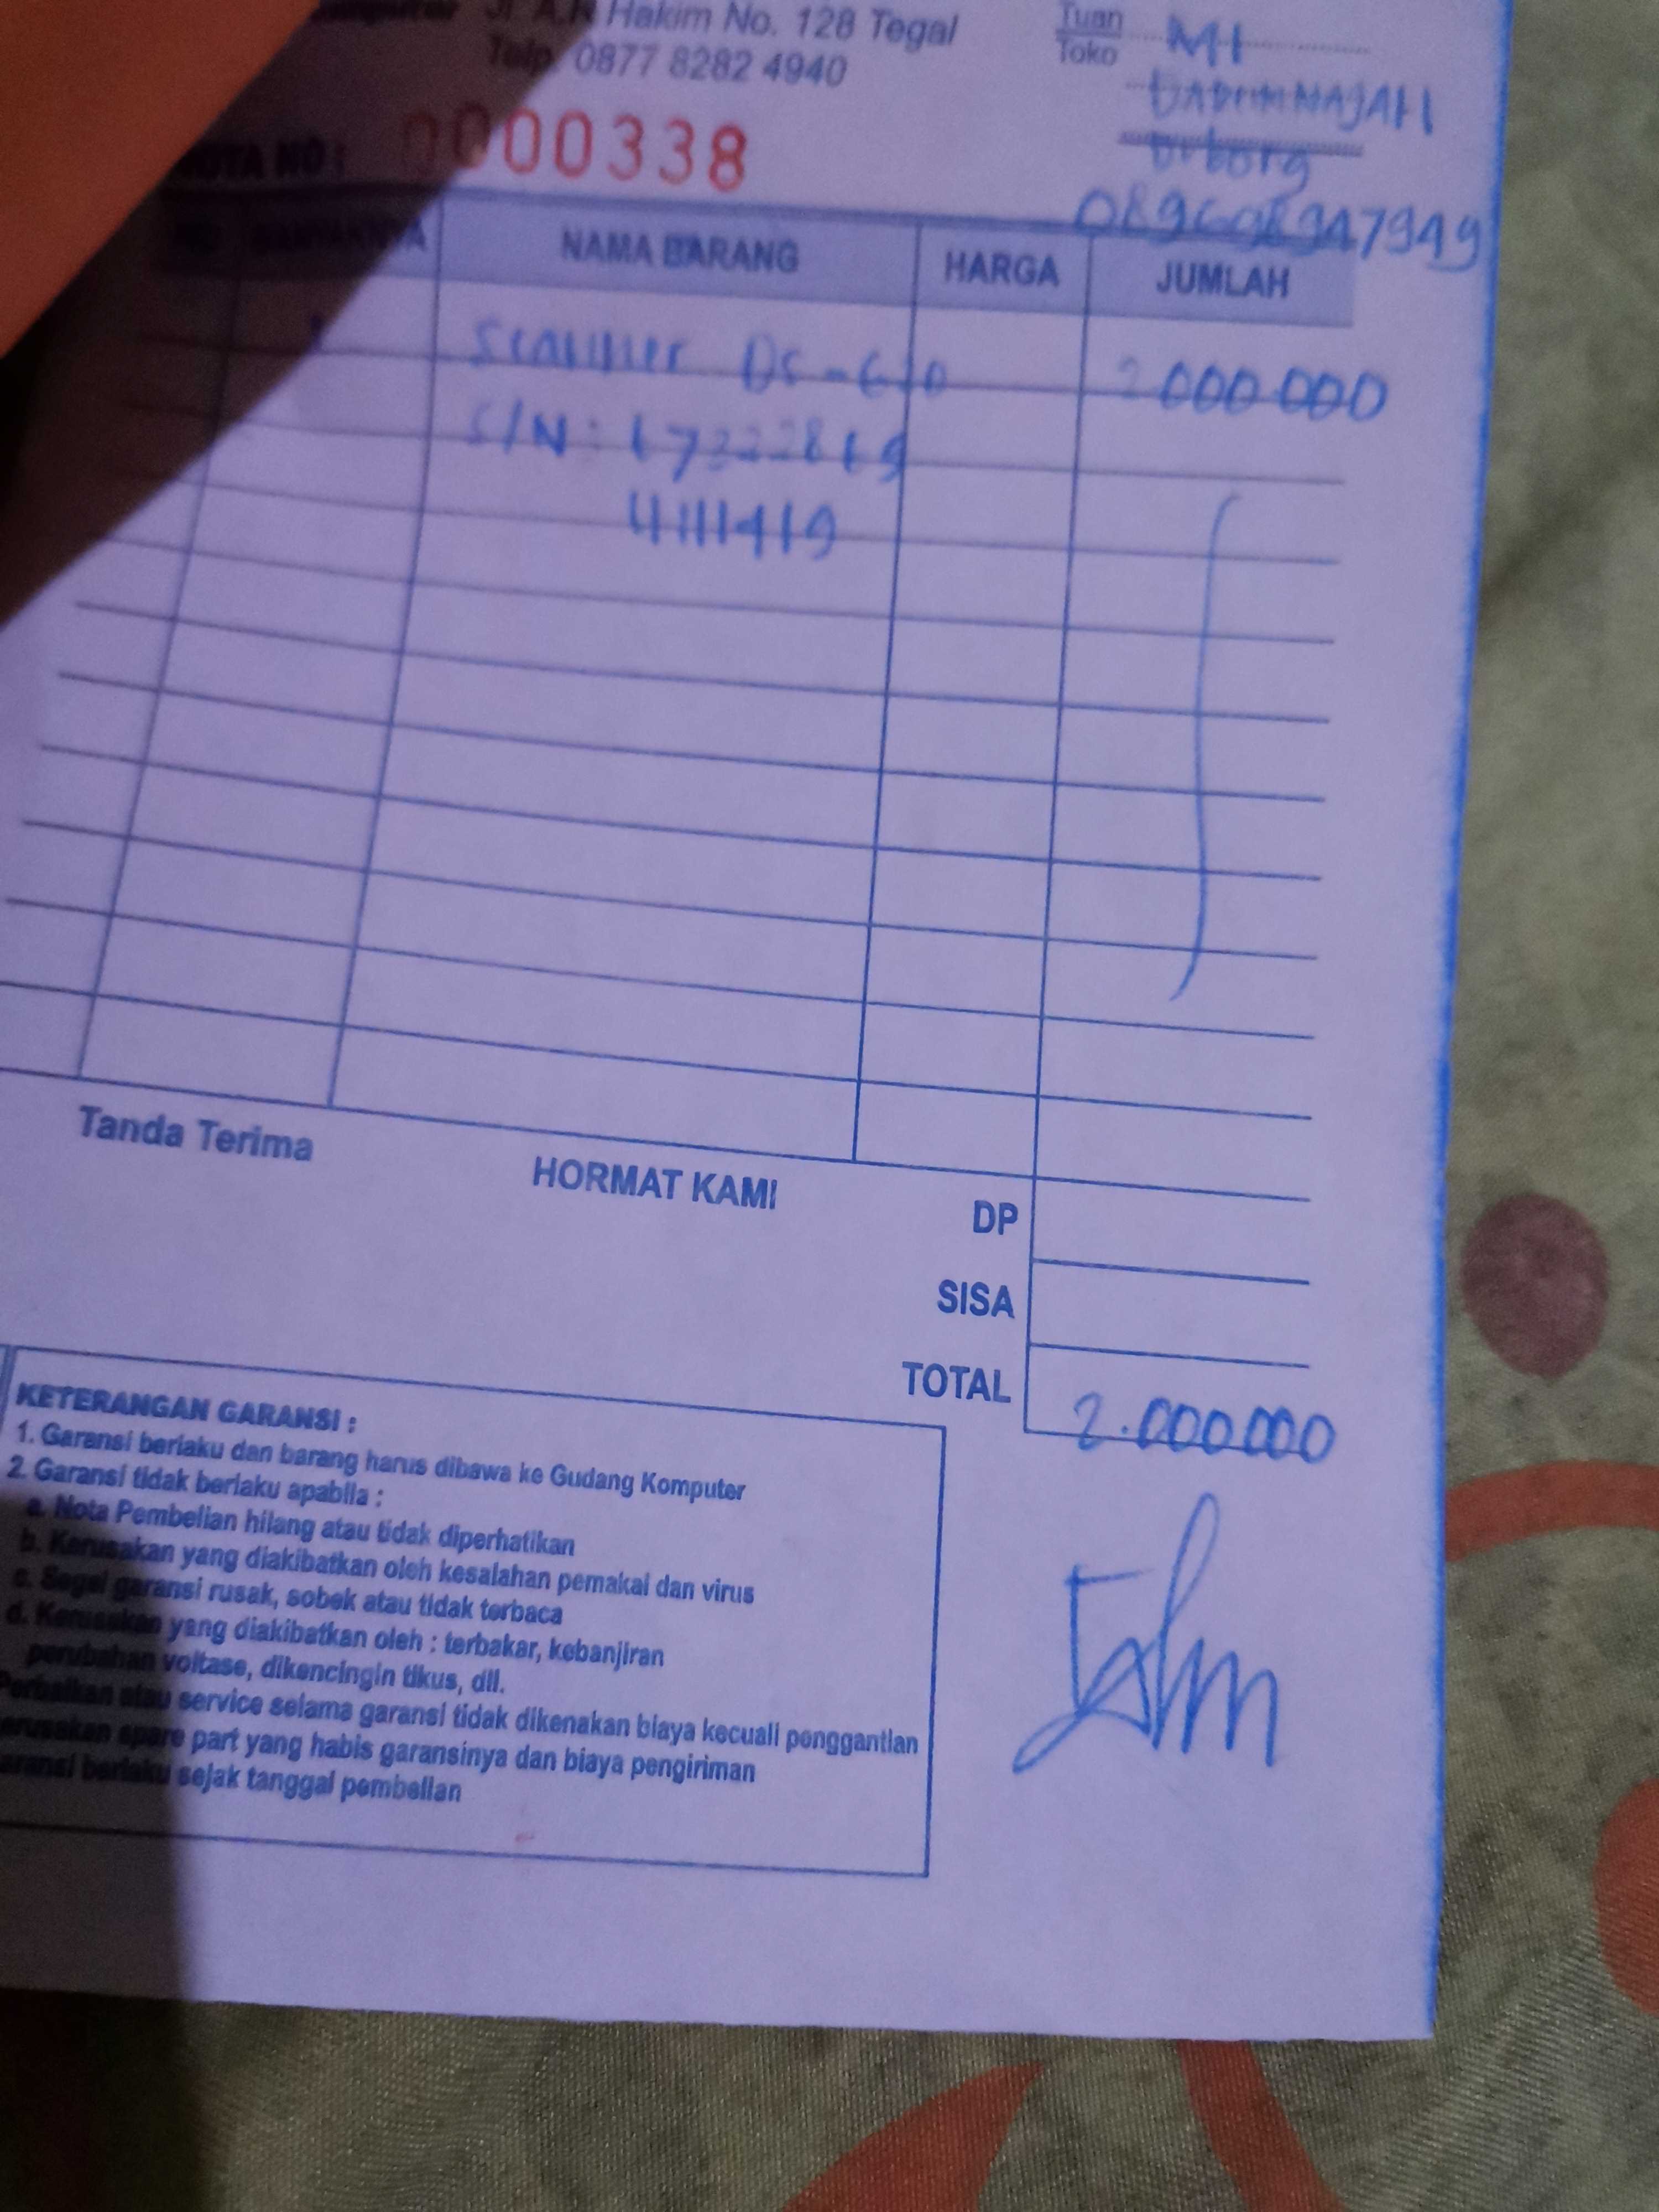 Jl A.R Hakim No. 128 Tegal
Telp. 0877 8282 4940
Tuan
Toko
MI
NOTA NO : 0000338
NAMA BARANG HARGA JUMLAH
Scanner 2 000 000
S/N :
4111419
Tanda Terima
HORMAT KAMI
DP
SISA
TOTAL 2.000.000
KETERANGAN GARANSI :
1. Garansi berlaku dan barang harus dibawa ke Gudang Komputer
2. Garansi tidak berlaku apabila :
a. Nota Pembelian hilang atau tidak diperhatikan
b. Kerusakan yang diakibatkan oleh kesalahan pemakai dan virus
c. Segel garansi rusak, sobek atau tidak terbaca
d. Kerusakan yang diakibatkan oleh : terbakar, kebanjiran
perubahan voltase, dikencingin tikus, dll.
Perbaikan atau service selama garansi tidak dikenakan biaya kecuali penggantian
spare part yang habis garansinya dan biaya pengiriman
berlaku sejak tanggal pembelian